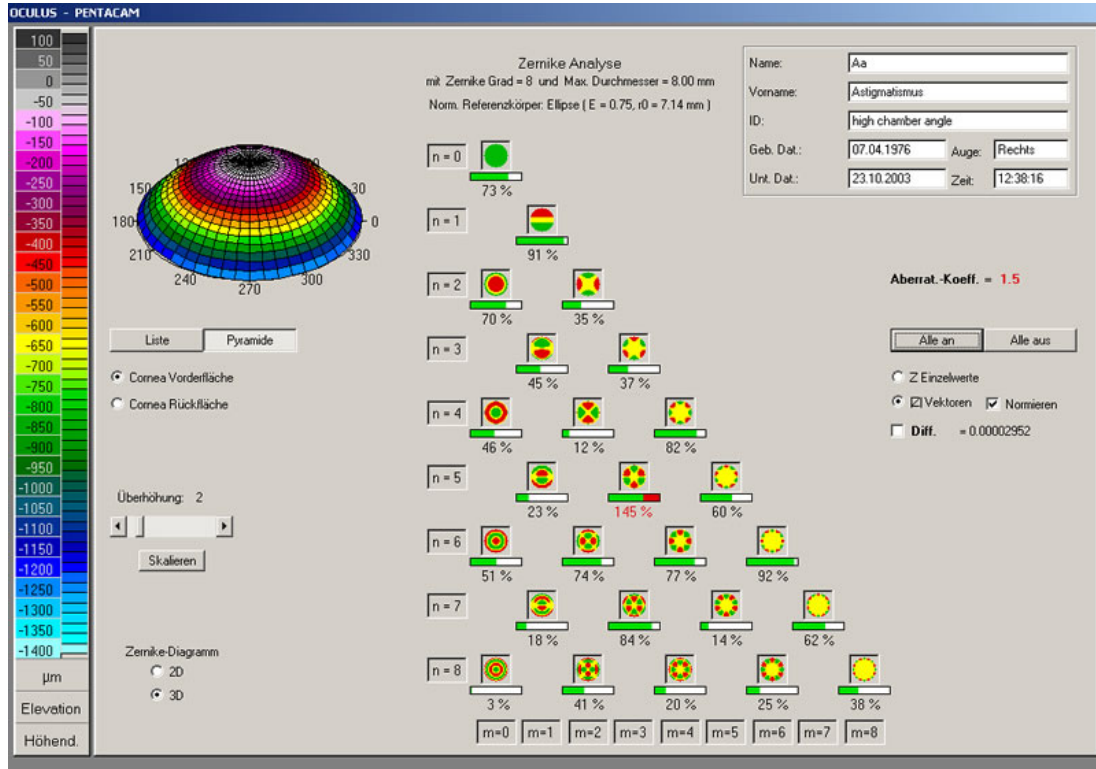 OCULUS - PENTACAM
100
50
0
-50
-100
-150
-200
-250
-300
-350
-400
-450
-500
-550
-600
-650
-700
-750
-800
-850
-900
-950
-1000
-1050
-1100
-1150
-1200
-1250
-1300
-1350
-1400
µm
Elevation
Höhend.
150
30
180
0
210
330
240
300
270
Liste
Pyramide
Cornea Vorderfläche
Cornea Rückfläche
Überhöhung: 2
Skalieren
Zernike-Diagramm
2D
3D
Zernike Analyse
mit Zernike Grad = 8 und Max. Durchmesser = 8.00 mm
Norm. Referenzkörper: Ellipse ( E = 0.75, r0 = 7.14 mm )
n = 0
73 %
n = 1
91 %
n = 2
70 % 35 %
n = 3
45 % 37 %
n = 4
46 % 12 % 82 %
n = 5
23 % 145 % 60 %
n = 6
51 % 74 % 77 % 92 %
n = 7
18 % 84 % 14 % 62 %
n = 8
3 % 41 % 20 % 25 % 38 %
m=0 m=1 m=2 m=3 m=4 m=5 m=6 m=7 m=8
Name: Aa
Vorname: Astigmatismus
ID: high chamber angle
Geb. Dat.: 07.04.1976 Auge: Rechts
Unt. Dat.: 23.10.2003 Zeit: 12:38:16
Aberrat.-Koeff. = 1.5
Alle an Alle aus
Z Einzelwerte
|Z| Vektoren Normieren
Diff. = 0.00002952